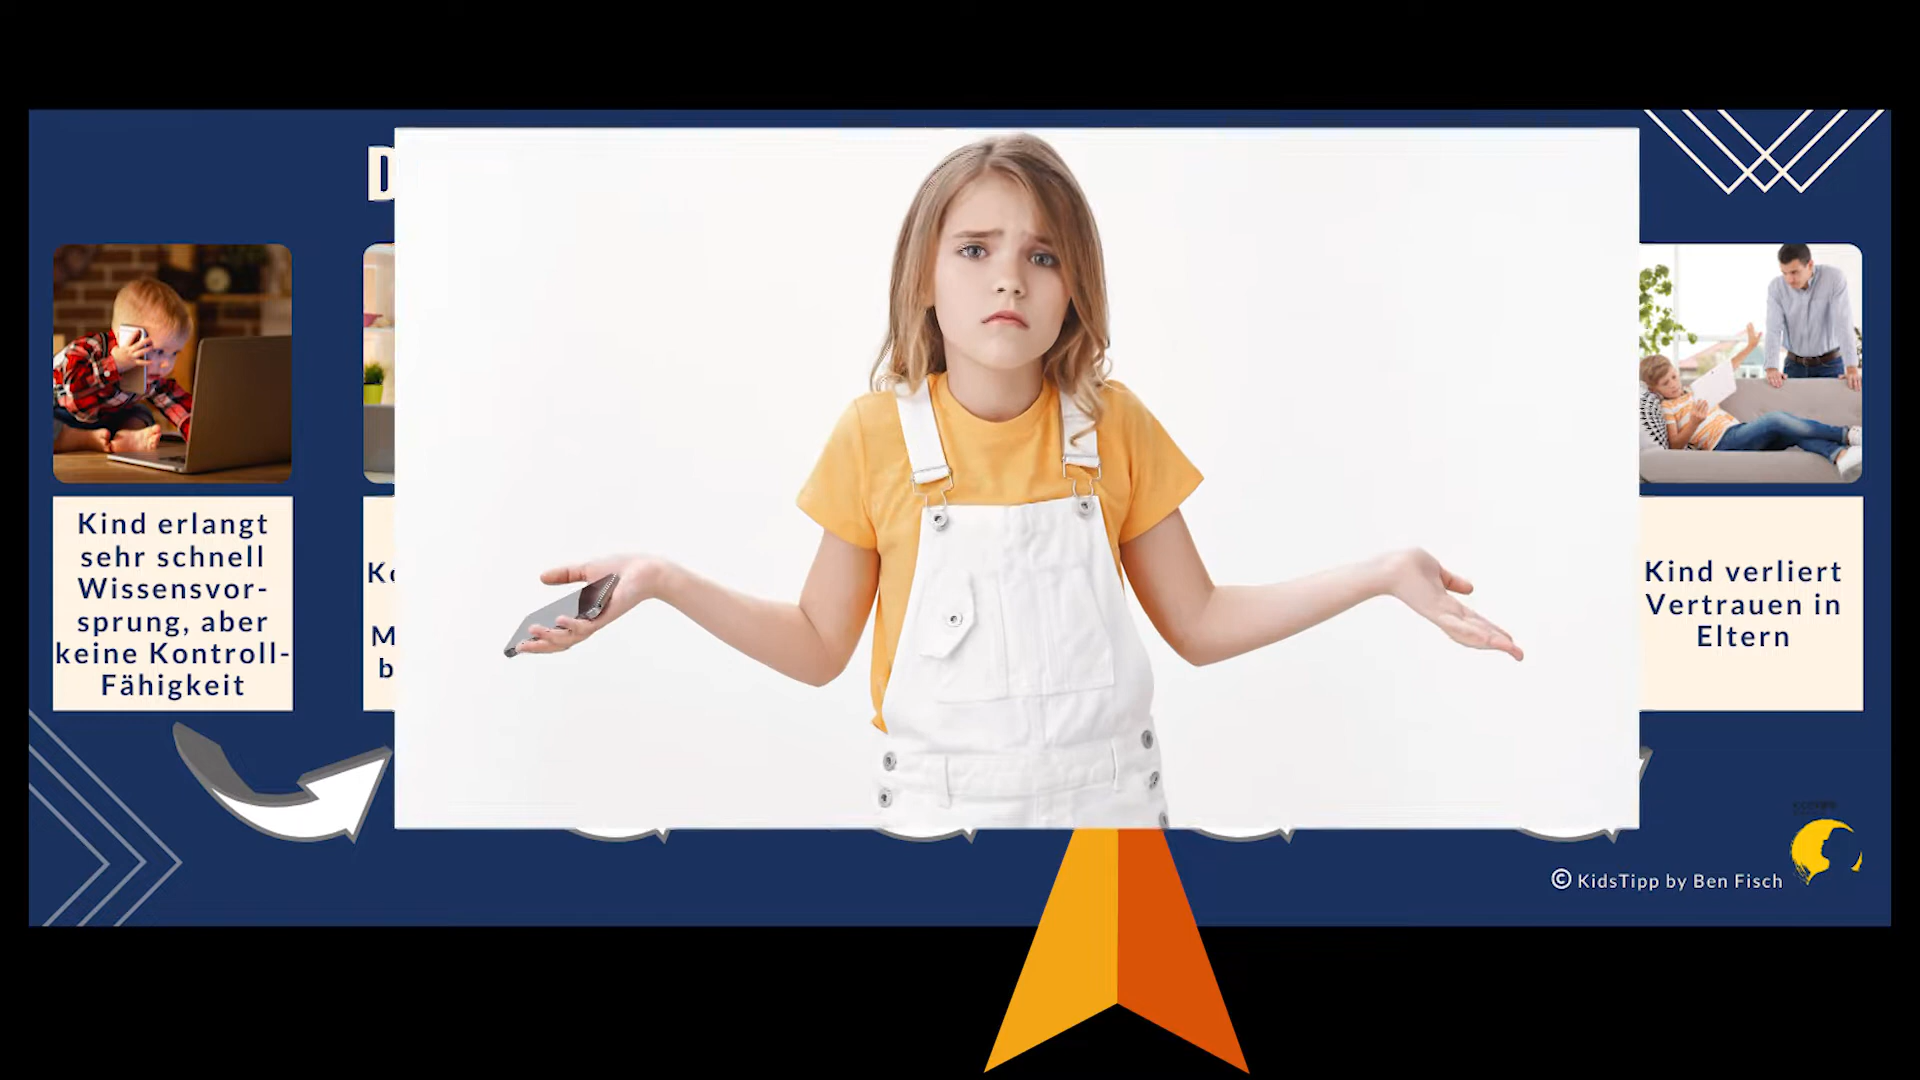 D
Kind erlangt
sehr schnell
Wissensvor-
sprung, aber
keine Kontroll-
Fähigkeit
K
M
b
Kind verliert
Vertrauen in
Eltern
© KidsTipp by Ben Fisch